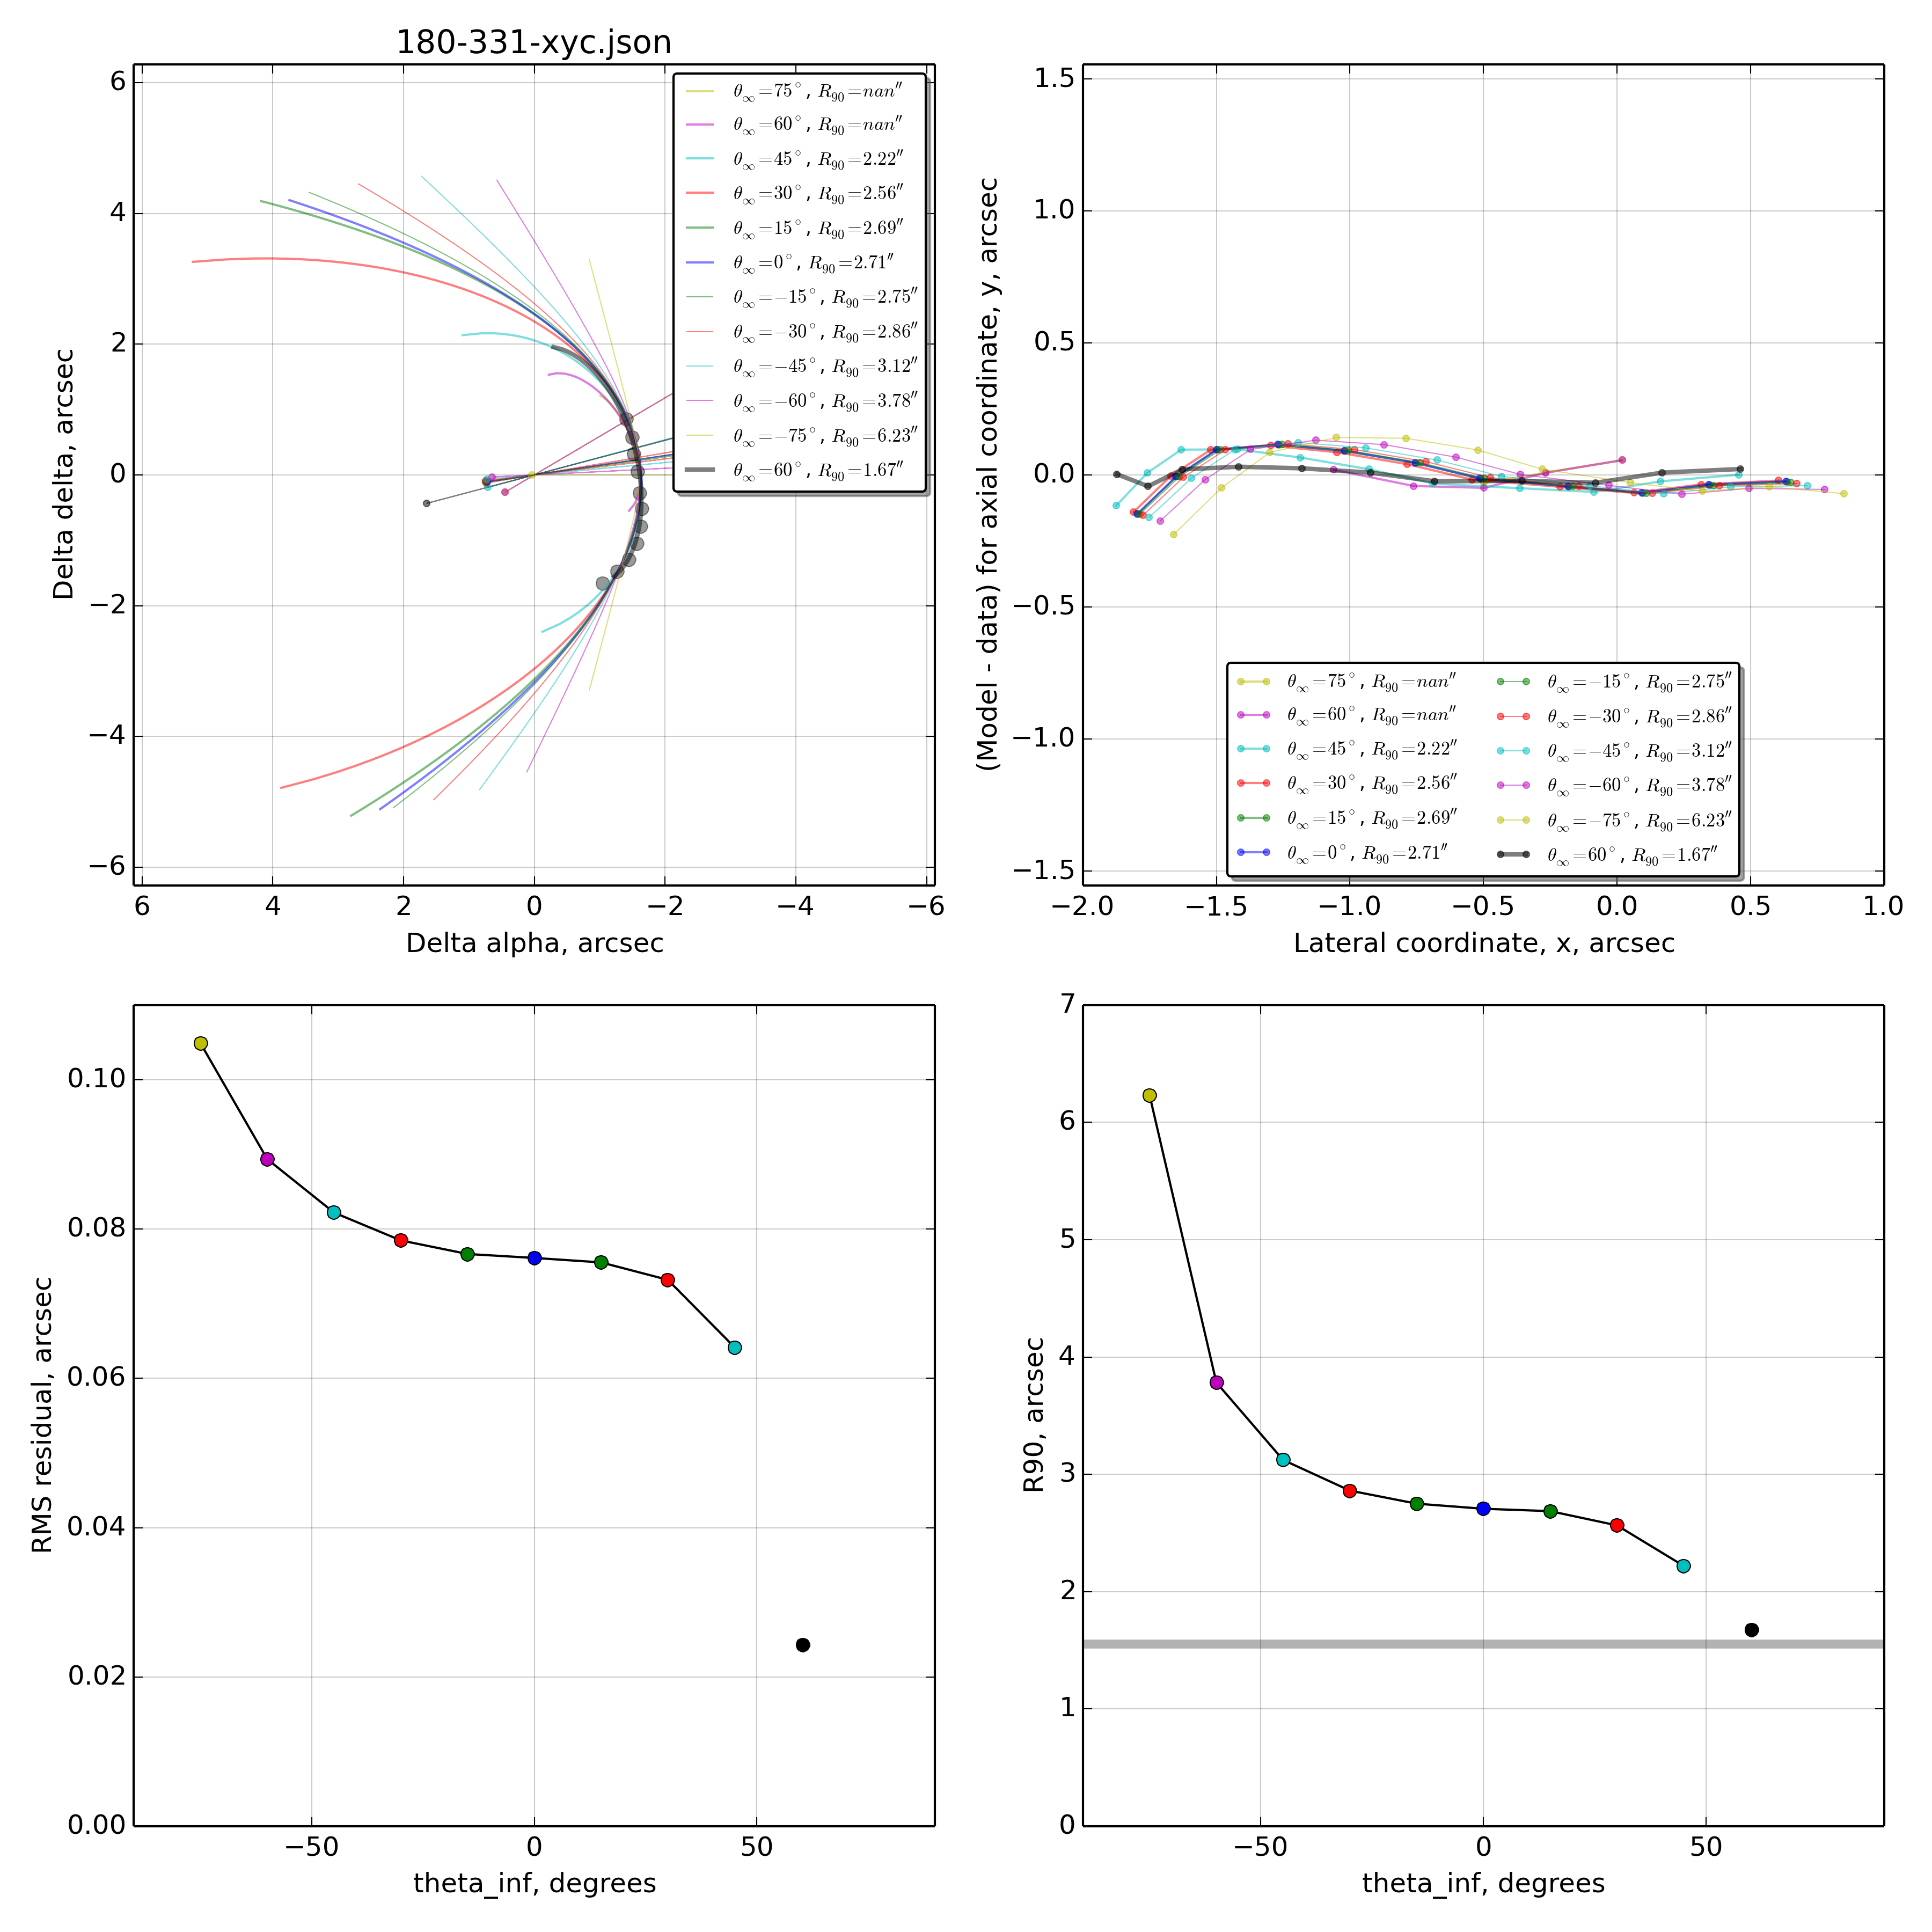 180-331-xyc.json
Delta delta, arcsec
6
4
2
0
−2
−4
−6
6
4
2
0
−2
−4
−6
Delta alpha, arcsec
θ∞=75°, R90=nan″
θ∞=60°, R90=nan″
θ∞=45°, R90=2.22″
θ∞=30°, R90=2.56″
θ∞=15°, R90=2.69″
θ∞=0°, R90=2.71″
θ∞=−15°, R90=2.75″
θ∞=−30°, R90=2.86″
θ∞=−45°, R90=3.12″
θ∞=−60°, R90=3.78″
θ∞=−75°, R90=6.23″
θ∞=60°, R90=1.67″
(Model - data) for axial coordinate, y, arcsec
1.5
1.0
0.5
0.0
−0.5
−1.0
−1.5
−2.0
−1.5
−1.0
−0.5
0.0
0.5
1.0
Lateral coordinate, x, arcsec
θ∞=75°, R90=nan″
θ∞=60°, R90=nan″
θ∞=45°, R90=2.22″
θ∞=30°, R90=2.56″
θ∞=15°, R90=2.69″
θ∞=0°, R90=2.71″
θ∞=−15°, R90=2.75″
θ∞=−30°, R90=2.86″
θ∞=−45°, R90=3.12″
θ∞=−60°, R90=3.78″
θ∞=−75°, R90=6.23″
θ∞=60°, R90=1.67″
RMS residual, arcsec
0.10
0.08
0.06
0.04
0.02
0.00
−50
0
50
theta_inf, degrees
R90, arcsec
7
6
5
4
3
2
1
0
−50
0
50
theta_inf, degrees